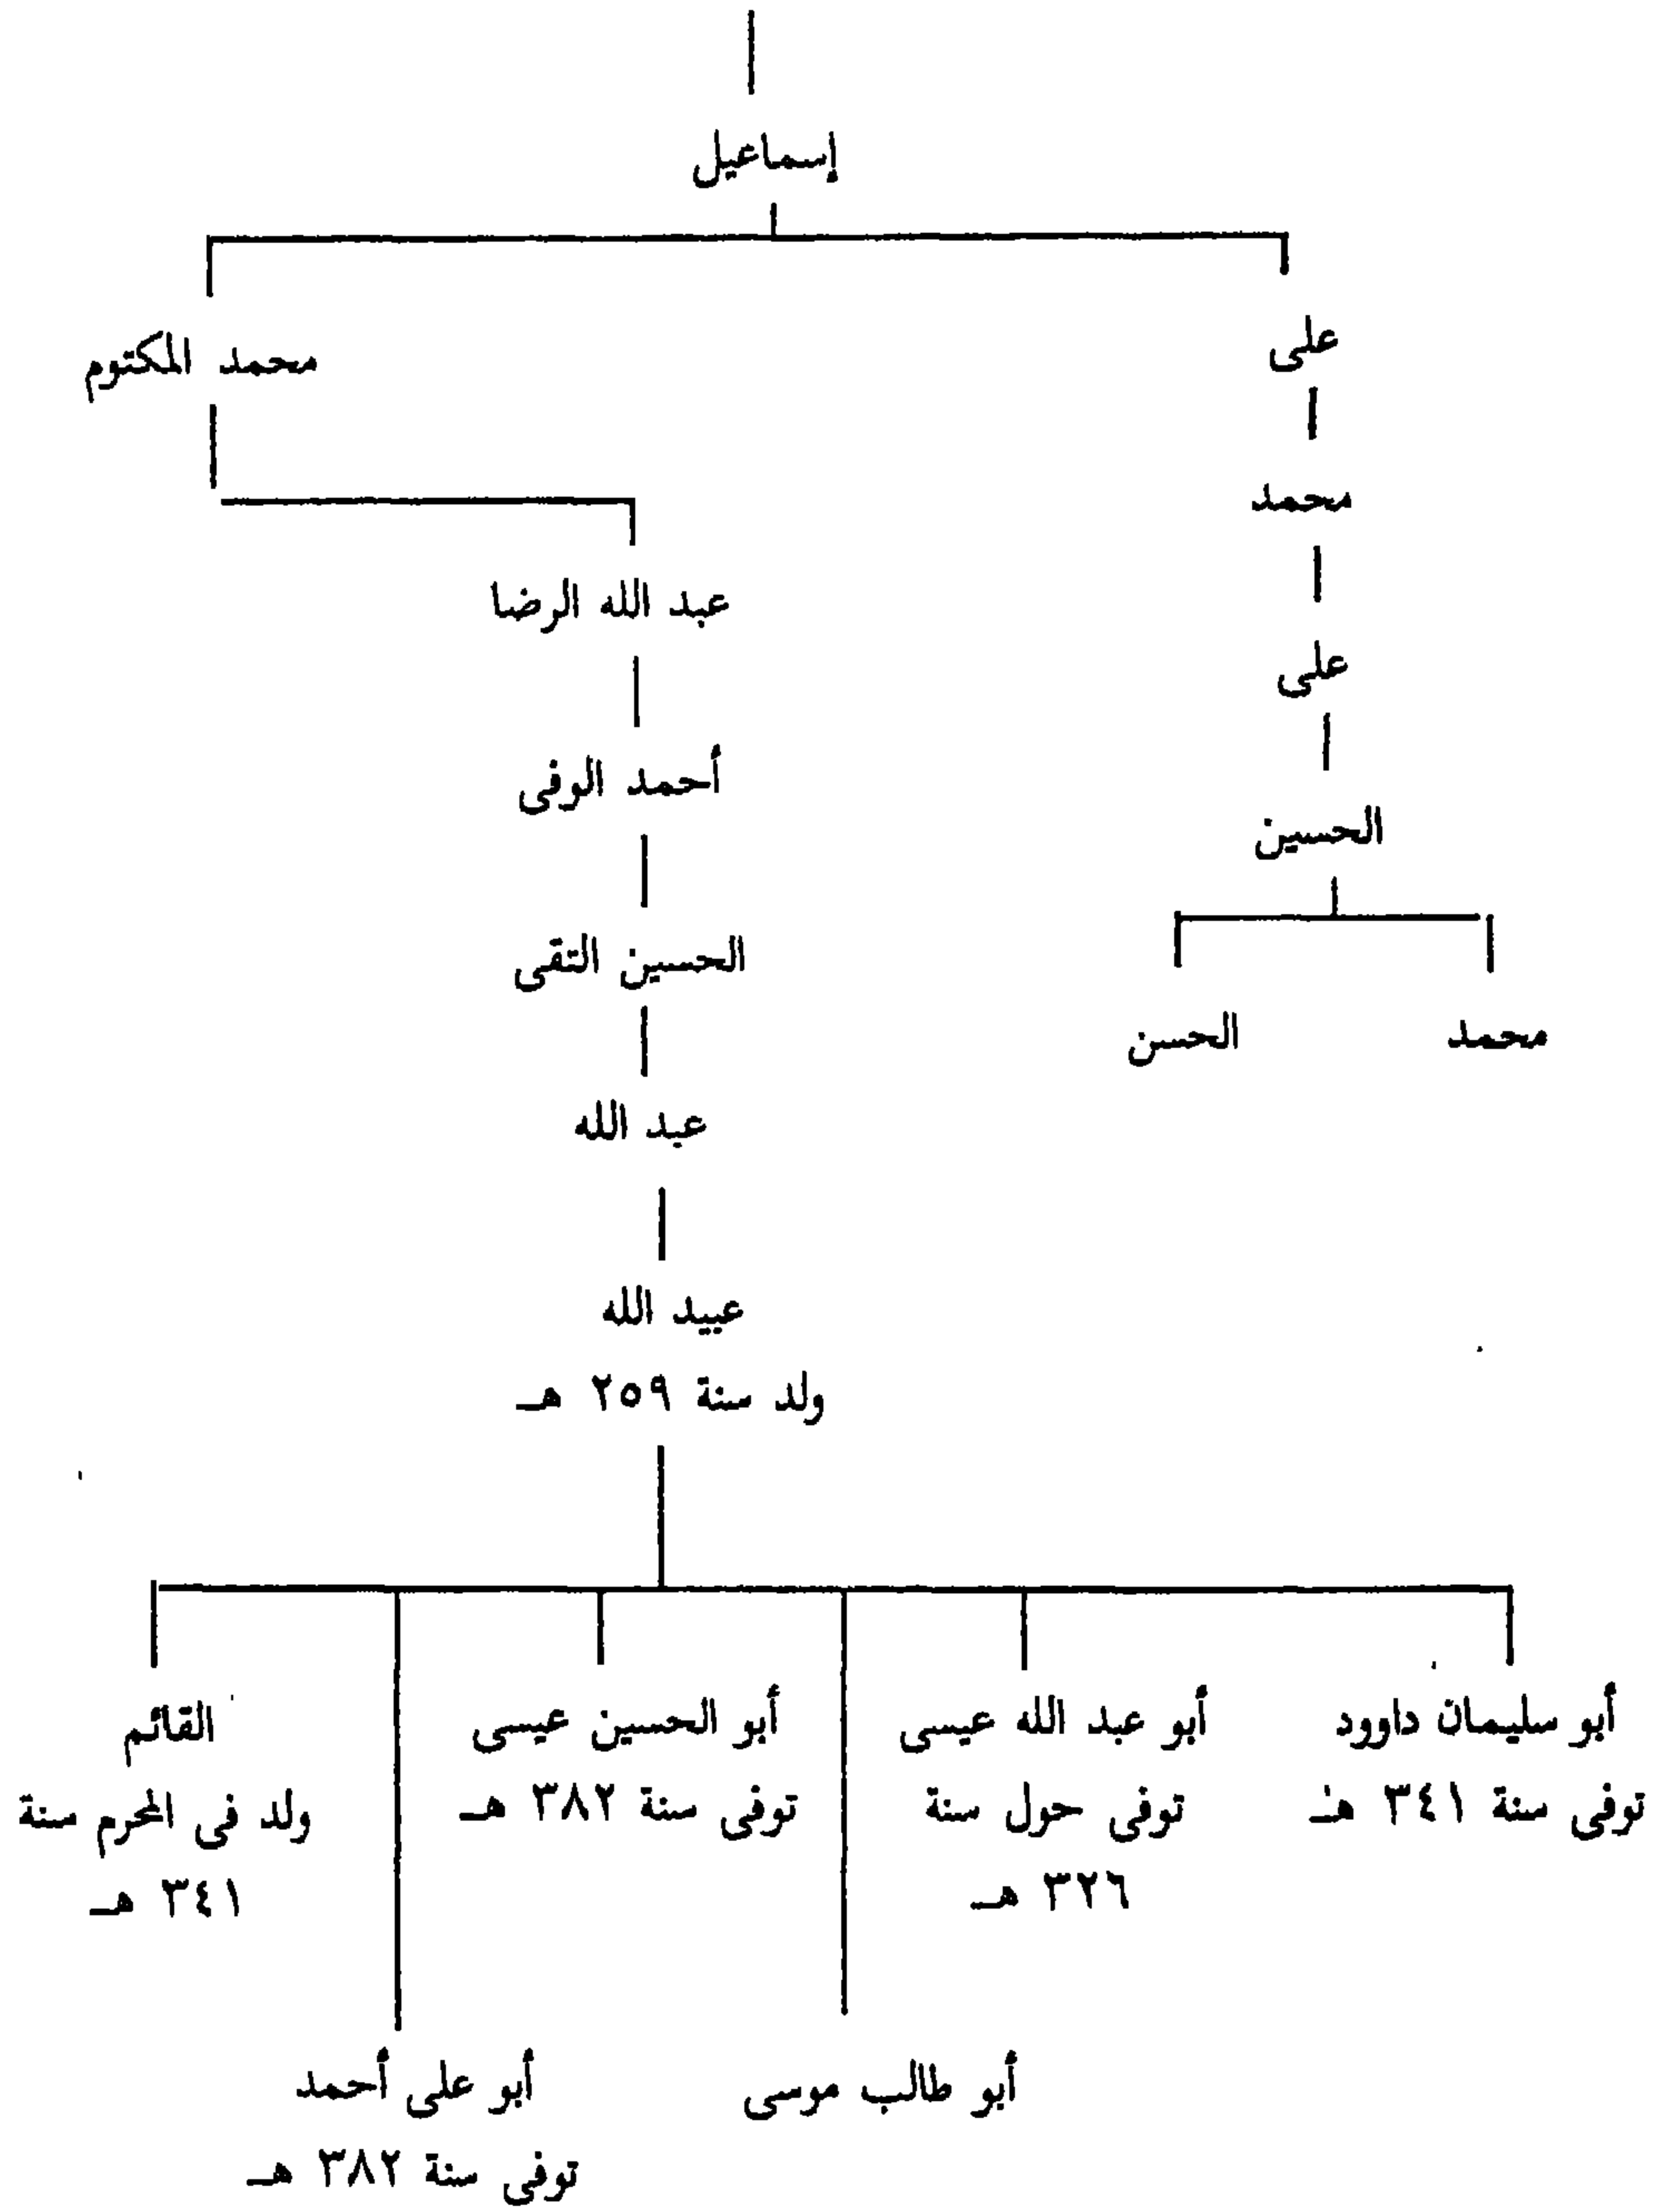 إسماعيل
على
محمد المكتوم
محمد
عبد الله الرضا
على
أحمد الوفى
الحسين
الحسين التقى
محمد
الحسن
عبد الله
عبيد الله
ولد سنة ٢٥٩ هـ
أبو سليمان داوود
توفى سنة ٣٤١ هـ
أبو عبد الله عيسى
توفى حول سنة
٣٢٦ هـ
أبو الحسين عيسى
توفى سنة ٣٨٢ هـ
القائم
ولد فى المحرم سنة
٣٤١ هـ
أبو طالب موسى
أبو على أحمد
توفى سنة ٣٨٢ هـ